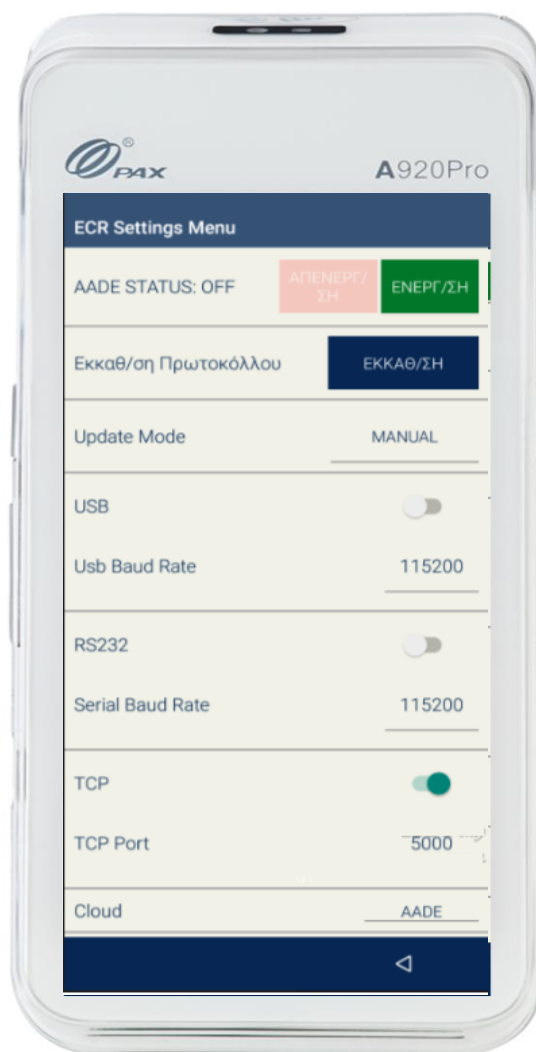 PAX®
A920Pro
ECR Settings Menu
AADE STATUS: OFF
ΑΠΕΝΕΡΓ/
ΣΗ
ΕΝΕΡΓ/ΣΗ
Εκκαθ/ση Πρωτοκόλλου
ΕΚΚΑΘ/ΣΗ
Update Mode
MANUAL
USB
Usb Baud Rate
115200
RS232
Serial Baud Rate
115200
TCP
TCP Port
5000
Cloud
AADE